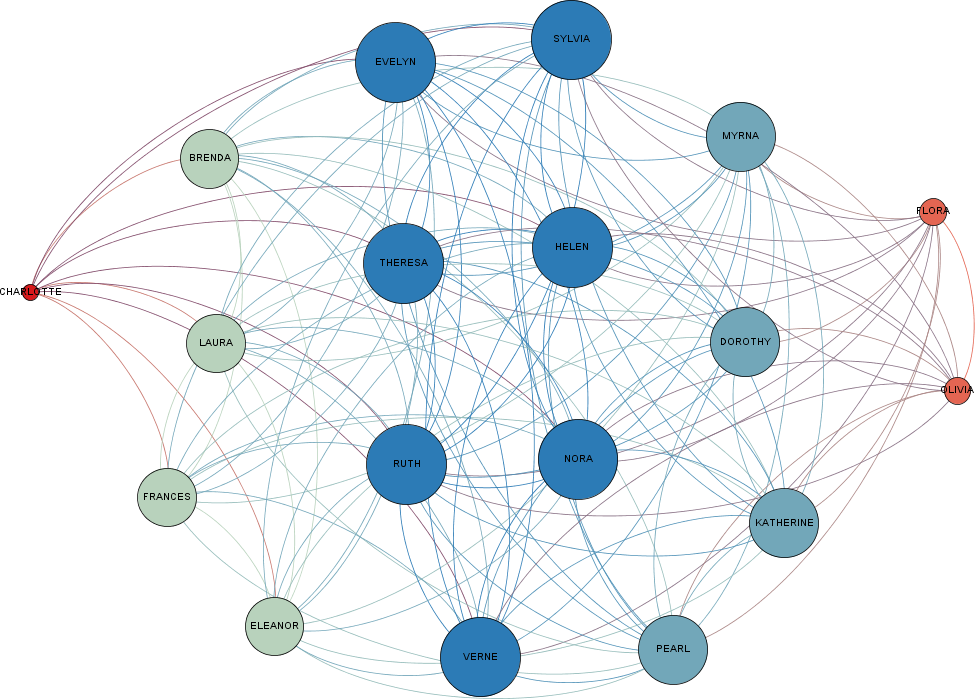 SYLVIA
EVELYN
MYRNA
BRENDA
FLORA
HELEN
THERESA
CHARLOTTE
DOROTHY
LAURA
OLIVIA
NORA
RUTH
FRANCES
KATHERINE
ELEANOR
PEARL
VERNE